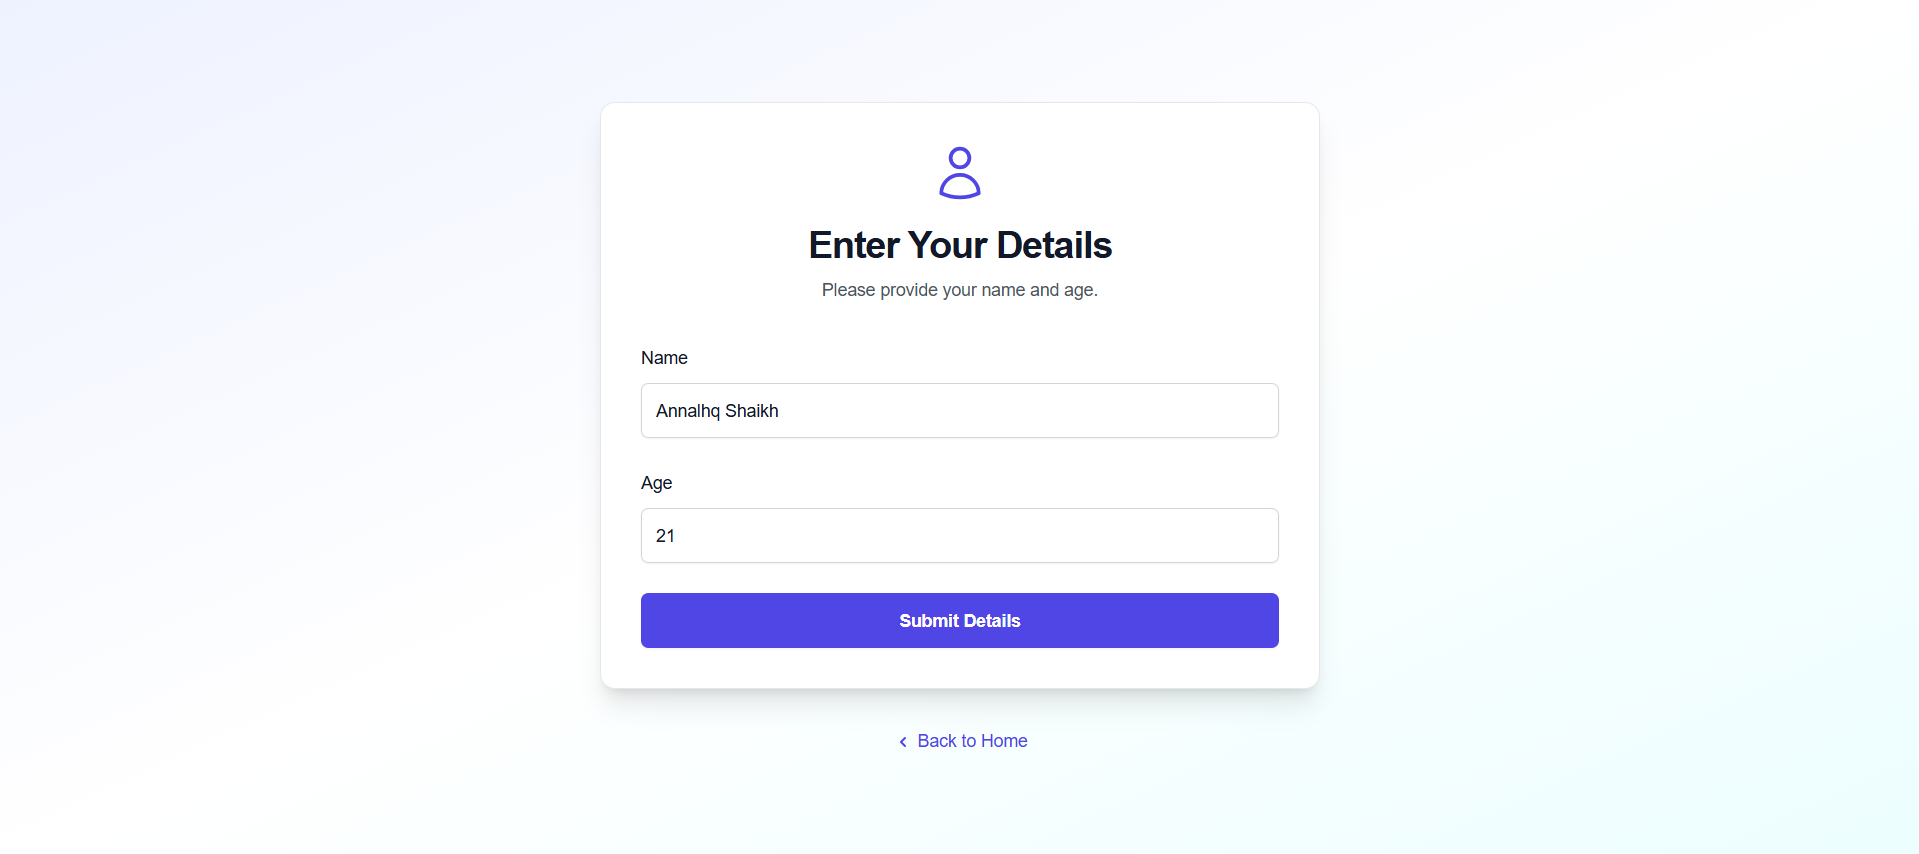 Enter Your Details
Please provide your name and age.
Name
Annalhq Shaikh
Age
21
Submit Details
Back to Home